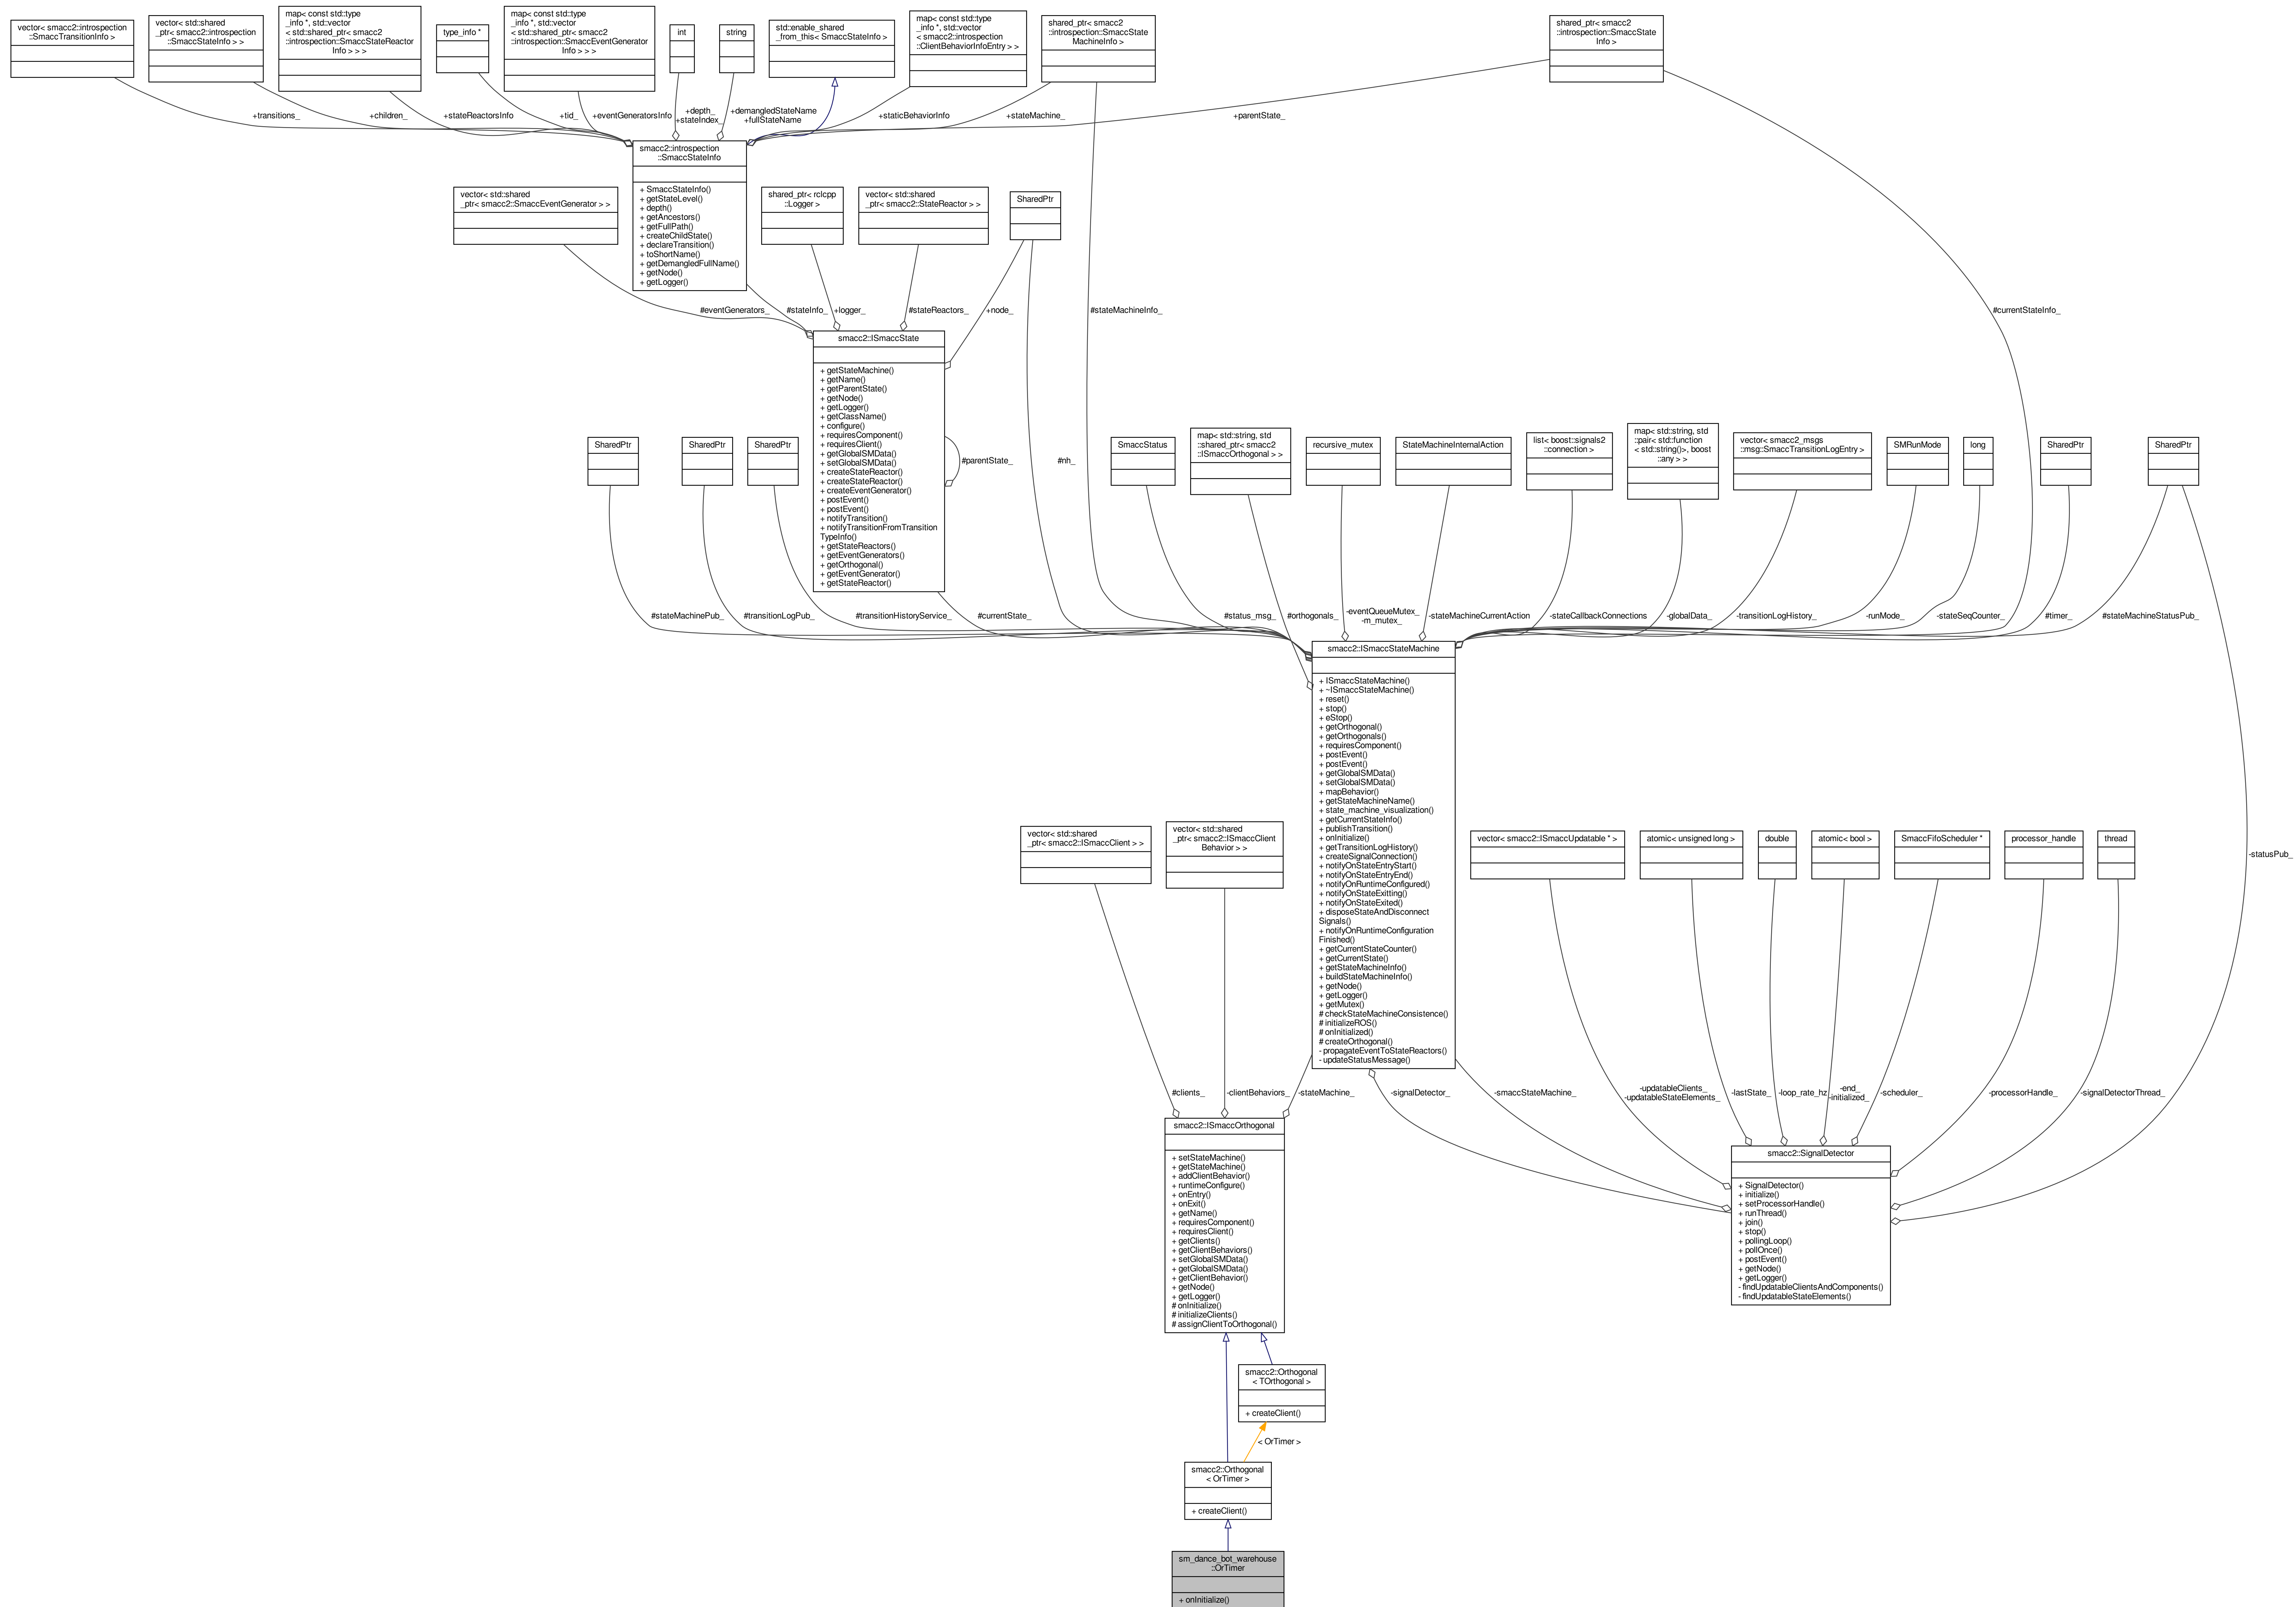 vector< smacc2::introspection
::SmaccTransitionInfo >
vector< std::shared
_ptr< smacc2::introspection
::SmaccStateInfo > >
map< const std::type
_info *, std::vector
< std::shared_ptr< smacc2
::introspection::SmaccStateReactor
Info > > >
type_info *
map< const std::type
_info *, std::vector
< std::shared_ptr< smacc2
::introspection::SmaccEventGenerator
Info > > >
int
string
std::enable_shared
_from_this< SmaccStateInfo >
map< const std::type
_info *, std::vector
< smacc2::introspection
::ClientBehaviorInfoEntry > >
shared_ptr< smacc2
::introspection::SmaccState
MachineInfo >
shared_ptr< smacc2
::introspection::SmaccState
Info >
+transitions_
+children_
+stateReactorsInfo
+tid_
+eventGeneratorsInfo
+depth_
+stateIndex_
+demangledStateName
+fullStateName
+staticBehaviorInfo
+stateMachine_
+parentState_
smacc2::introspection
::SmaccStateInfo
+ SmaccStateInfo()
+ getStateLevel()
+ depth()
+ getAncestors()
+ getFullPath()
+ createChildState()
+ declareTransition()
+ toShortName()
+ getDemangledFullName()
+ getNode()
+ getLogger()
vector< std::shared
_ptr< smacc2::SmaccEventGenerator > >
shared_ptr< rclcpp
::Logger >
vector< std::shared
_ptr< smacc2::StateReactor > >
SharedPtr
#eventGenerators_
#stateInfo_
+logger_
#stateReactors_
+node_
#stateMachineInfo_
#currentStateInfo_
smacc2::ISmaccState
+ getStateMachine()
+ getName()
+ getParentState()
+ getNode()
+ getLogger()
+ getClassName()
+ configure()
+ requiresComponent()
+ requiresClient()
+ getGlobalSMData()
+ setGlobalSMData()
+ createStateReactor()
+ createStateReactor()
+ createEventGenerator()
+ postEvent()
+ postEvent()
+ notifyTransition()
+ notifyTransitionFromTransition
TypeInfo()
+ getStateReactors()
+ getEventGenerators()
+ getOrthogonal()
+ getEventGenerator()
+ getStateReactor()
#parentState_
#nh_
SharedPtr
SharedPtr
SharedPtr
SmaccStatus
map< std::string, std
::shared_ptr< smacc2
::ISmaccOrthogonal > >
recursive_mutex
StateMachineInternalAction
list< boost::signals2
::connection >
map< std::string, std
::pair< std::function
< std::string()>, boost
::any > >
vector< smacc2_msgs
::msg::SmaccTransitionLogEntry >
SMRunMode
long
SharedPtr
SharedPtr
#stateMachinePub_
#transitionLogPub_
#transitionHistoryService_
#currentState_
#status_msg_
#orthogonals_
-eventQueueMutex_
-m_mutex_
-stateMachineCurrentAction
-stateCallbackConnections
-globalData_
-transitionLogHistory_
-runMode_
-stateSeqCounter_
#timer_
#stateMachineStatusPub_
smacc2::ISmaccStateMachine
+ ISmaccStateMachine()
+ ~ISmaccStateMachine()
+ reset()
+ stop()
+ eStop()
+ getOrthogonal()
+ getOrthogonals()
+ requiresComponent()
+ postEvent()
+ postEvent()
+ getGlobalSMData()
+ setGlobalSMData()
+ mapBehavior()
+ getStateMachineName()
+ state_machine_visualization()
+ getCurrentStateInfo()
+ publishTransition()
+ onInitialize()
+ getTransitionLogHistory()
+ createSignalConnection()
+ notifyOnStateEntryStart()
+ notifyOnStateEntryEnd()
+ notifyOnRuntimeConfigured()
+ notifyOnStateExitting()
+ notifyOnStateExited()
+ disposeStateAndDisconnect
Signals()
+ notifyOnRuntimeConfiguration
Finished()
+ getCurrentStateCounter()
+ getCurrentState()
+ getStateMachineInfo()
+ buildStateMachineInfo()
+ getNode()
+ getLogger()
+ getMutex()
# checkStateMachineConsistence()
# initializeROS()
# onInitialized()
# createOrthogonal()
- propagateEventToStateReactors()
- updateStatusMessage()
vector< std::shared
_ptr< smacc2::ISmaccClient > >
vector< std::shared
_ptr< smacc2::ISmaccClient
Behavior > >
vector< smacc2::ISmaccUpdatable * >
atomic< unsigned long >
double
atomic< bool >
SmaccFifoScheduler *
processor_handle
thread
-statusPub_
#clients_
-clientBehaviors_
-stateMachine_
-signalDetector_
-smaccStateMachine_
-updatableClients_
-updatableStateElements_
-lastState_
-loop_rate_hz
-end_
-initialized_
-scheduler_
-processorHandle_
-signalDetectorThread_
smacc2::ISmaccOrthogonal
+ setStateMachine()
+ getStateMachine()
+ addClientBehavior()
+ runtimeConfigure()
+ onEntry()
+ onExit()
+ getName()
+ requiresComponent()
+ requiresClient()
+ getClients()
+ getClientBehaviors()
+ setGlobalSMData()
+ getGlobalSMData()
+ getClientBehavior()
+ getNode()
+ getLogger()
# onInitialize()
# initializeClients()
# assignClientToOrthogonal()
smacc2::SignalDetector
+ SignalDetector()
+ initialize()
+ setProcessorHandle()
+ runThread()
+ join()
+ stop()
+ pollingLoop()
+ pollOnce()
+ postEvent()
+ getNode()
+ getLogger()
- findUpdatableClientsAndComponents()
- findUpdatableStateElements()
smacc2::Orthogonal
< TOrthogonal >
+ createClient()
< OrTimer >
smacc2::Orthogonal
< OrTimer >
+ createClient()
sm_dance_bot_warehouse
::OrTimer
+ onInitialize()